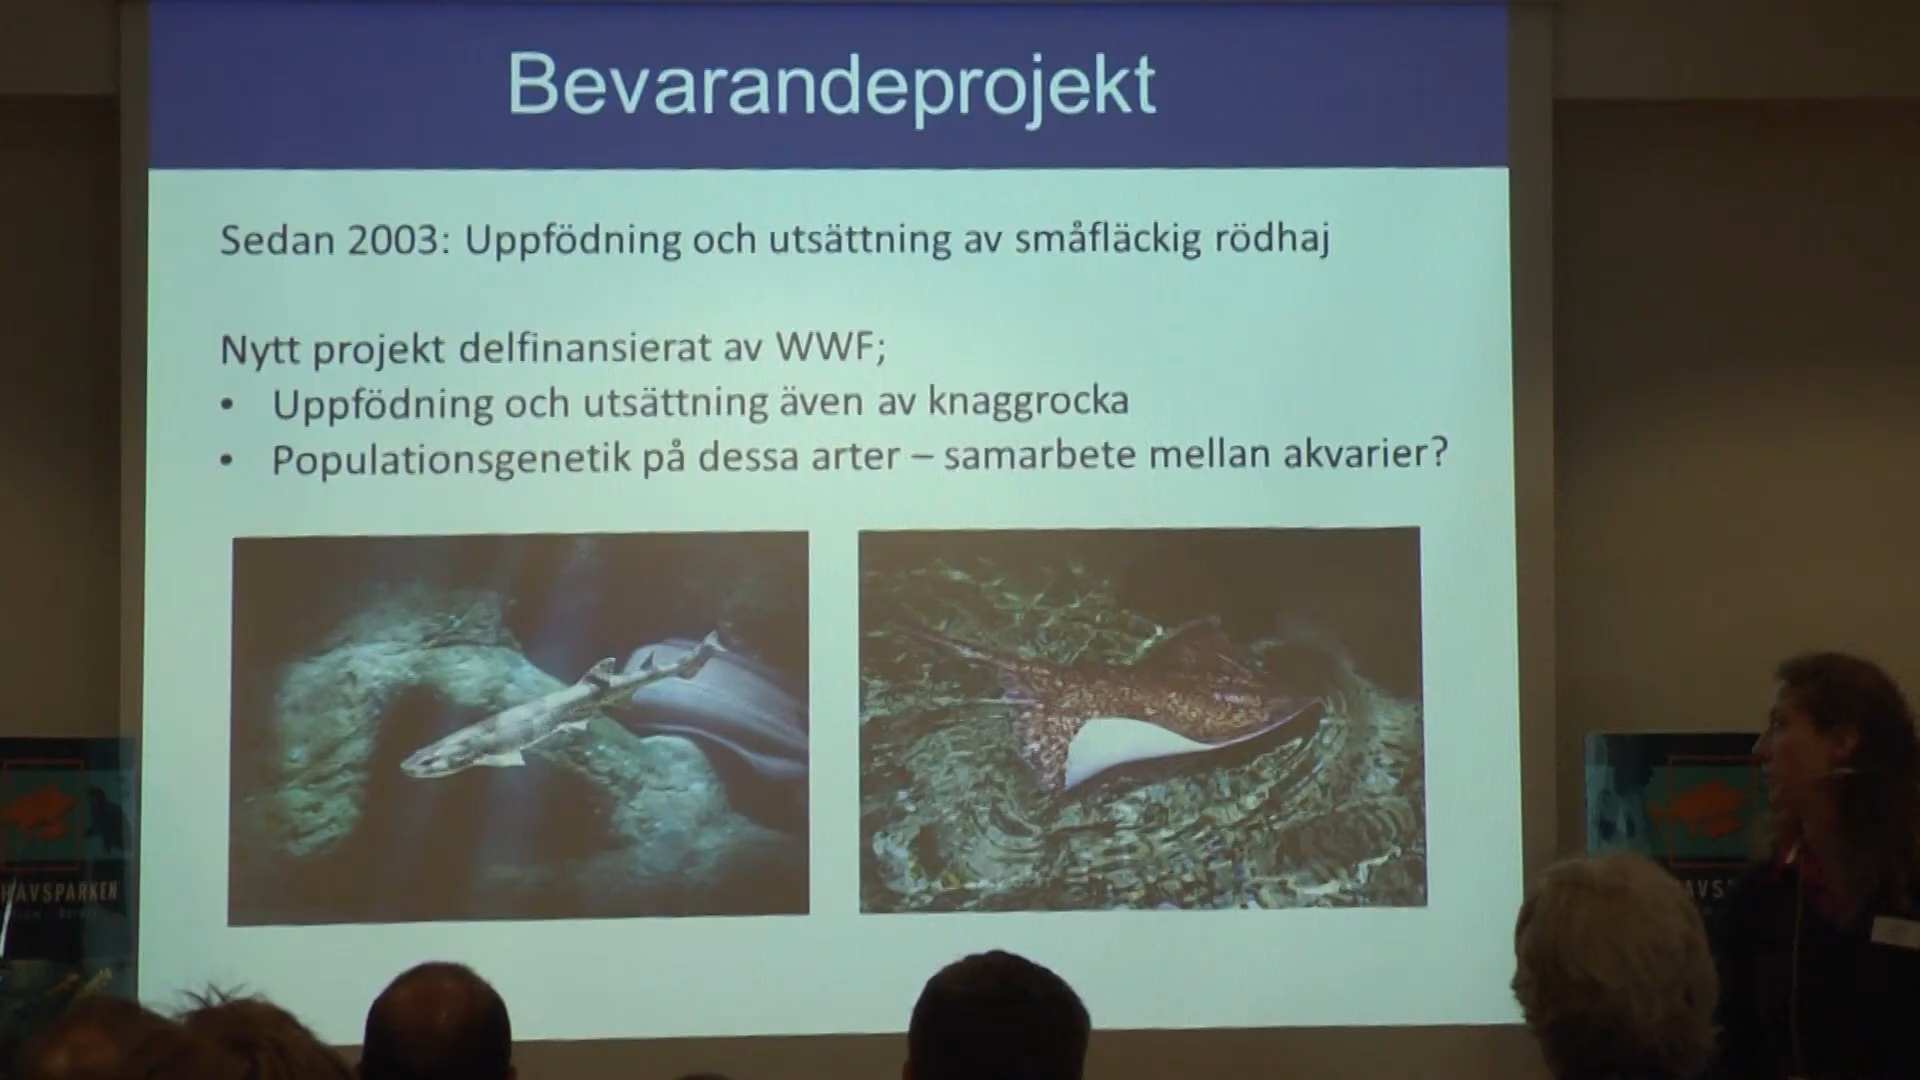 Bevarandeprojekt
Sedan 2003: Uppfödning och utsättning av småfläckig rödhaj
Nytt projekt delfinansierat av WWF;
• Uppfödning och utsättning även av knaggrocka
• Populationsgenetik på dessa arter – samarbete mellan akvarier?
HAVSPARKEN
AVS